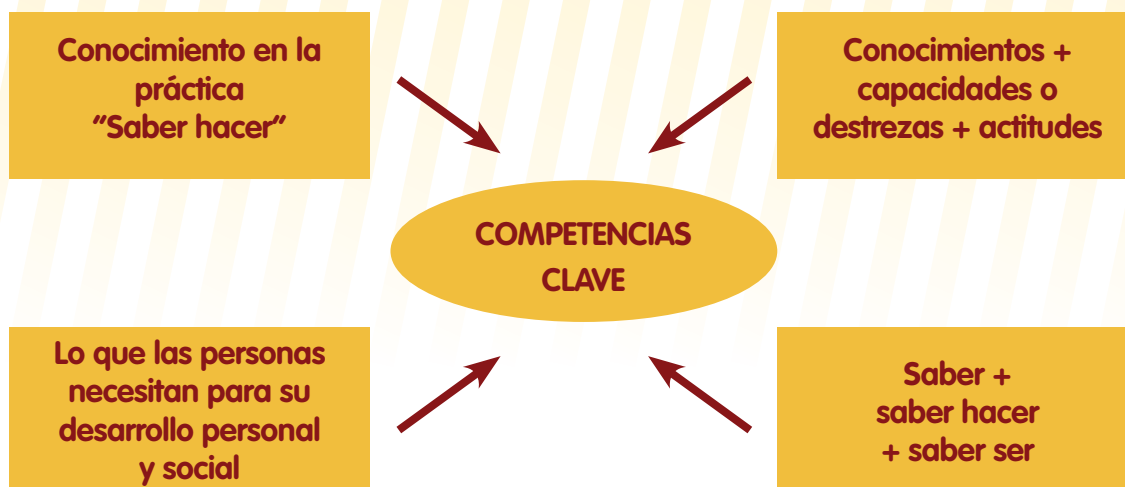 Conocimiento en la
práctica
"Saber hacer"
Conocimientos +
capacidades o
destrezas + actitudes
COMPETENCIAS
CLAVE
Lo que las personas
necesitan para su
desarrollo personal
y social
Saber +
saber hacer
+ saber ser